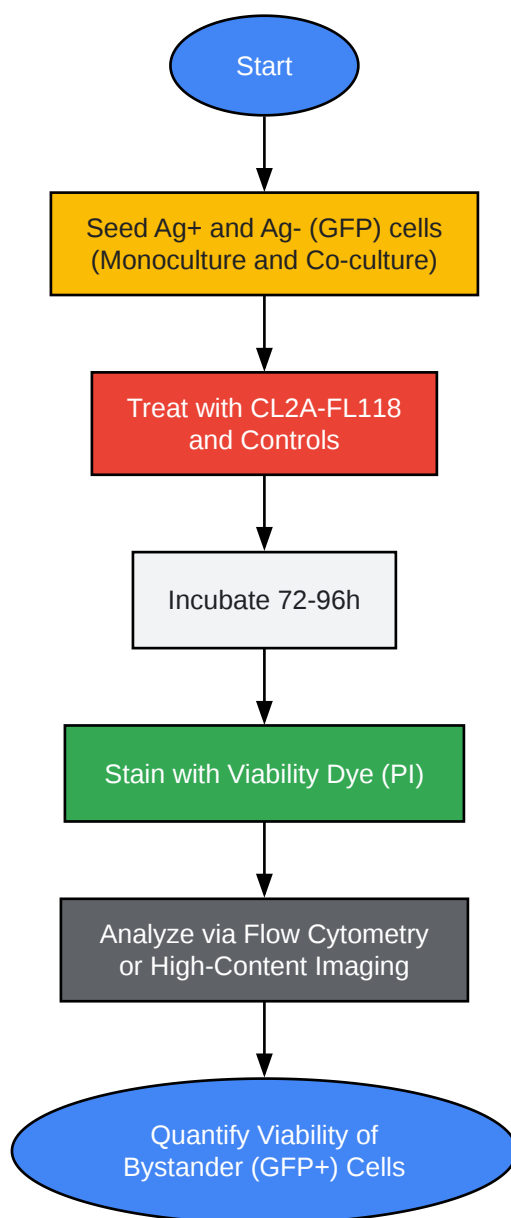 Start
Seed Ag+ and Ag- (GFP) cells
(Monoculture and Co-culture)
Treat with CL2A-FL118
and Controls
Incubate 72-96h
Stain with Viability Dye (PI)
Analyze via Flow Cytometry
or High-Content Imaging
Quantify Viability of
Bystander (GFP+) Cells